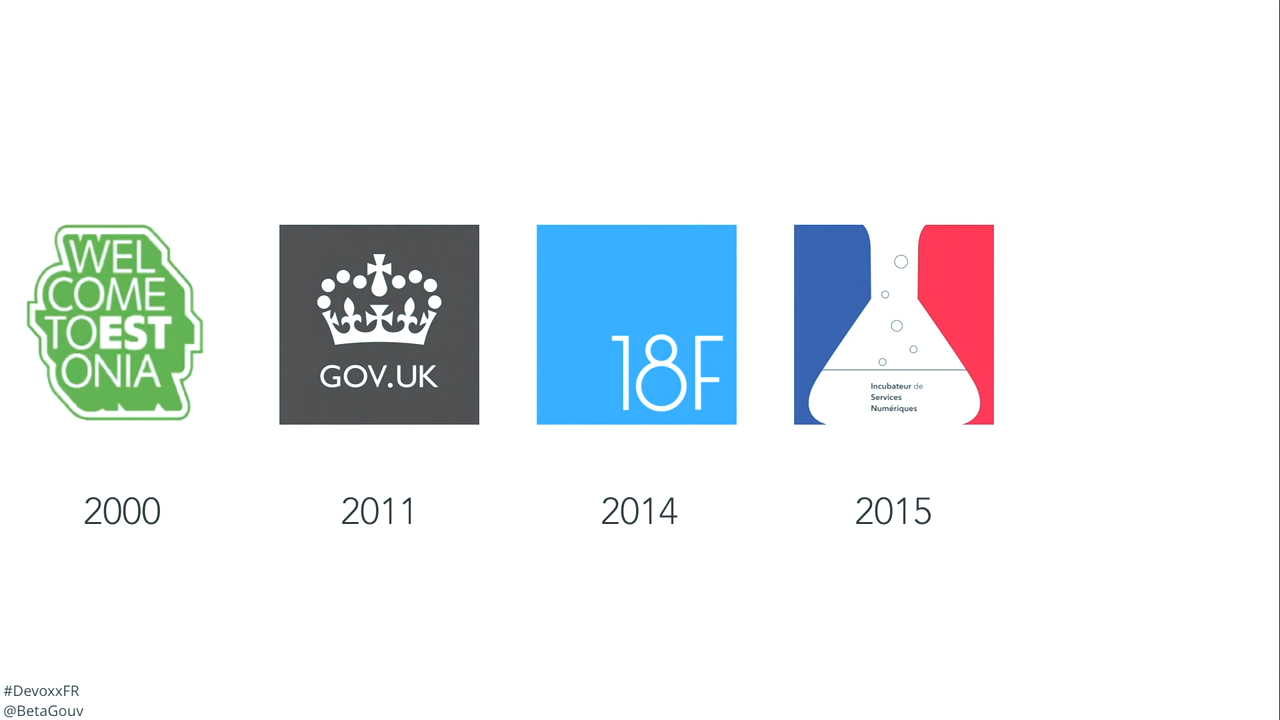 WEL
COME
TOEST
ONIA
GOV.UK
18F
Incubateur de
Services
Numériques
2000
2011
2014
2015
#DevoxxFR
@BetaGouv